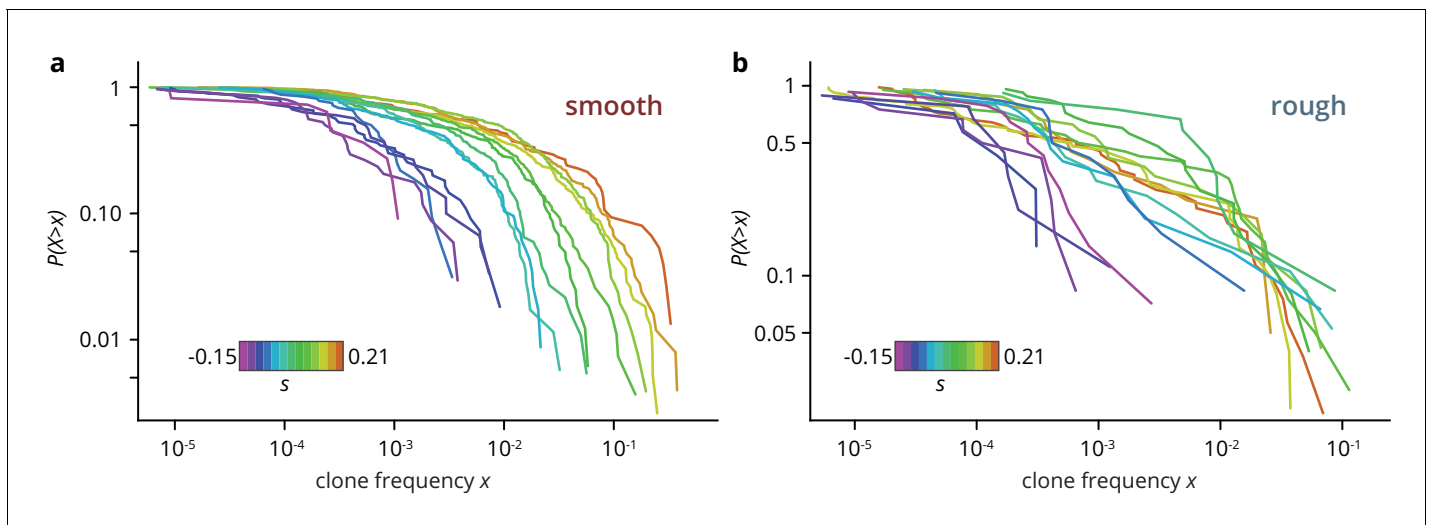 a
smooth
P(X>x)
1
0.10
0.01
-0.15 0.21
s
10-5 10-4 10-3 10-2 10-1
clone frequency x
b
rough
P(X>x)
1
0.5
0.1
0.05
-0.15 0.21
s
10-5 10-4 10-3 10-2 10-1
clone frequency x